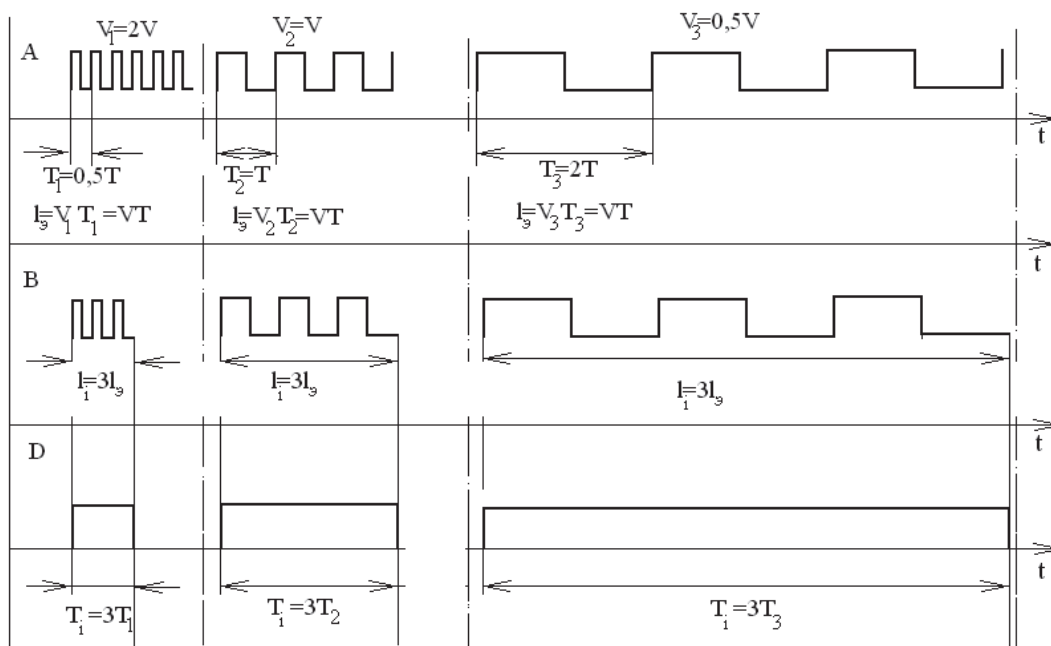 V₁=2V V₂=V V₃=0,5V
A
t
T₁=0,5T T₂=T T₃=2T
lэ=V₁T₁=VT lэ=V₂T₂=VT lэ=V₃T₃=VT
t
B
lᵢ=3lэ lᵢ=3lэ lᵢ=3lэ
t
D
t
Tᵢ=3T₁ Tᵢ=3T₂ Tᵢ=3T₃